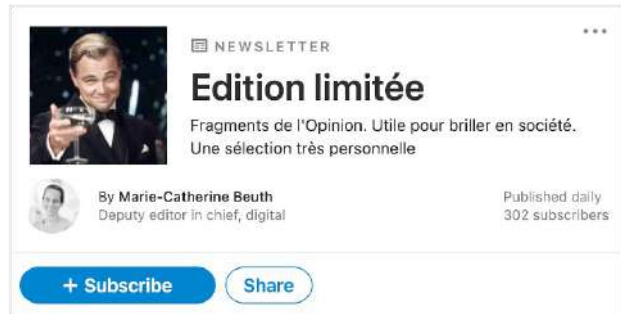 NEWSLETTER
Edition limitée
Fragments de l'Opinion. Utile pour briller en société.
Une sélection très personnelle
By Marie-Catherine Beuth
Deputy editor in chief, digital
Published daily
302 subscribers
+ Subscribe
Share